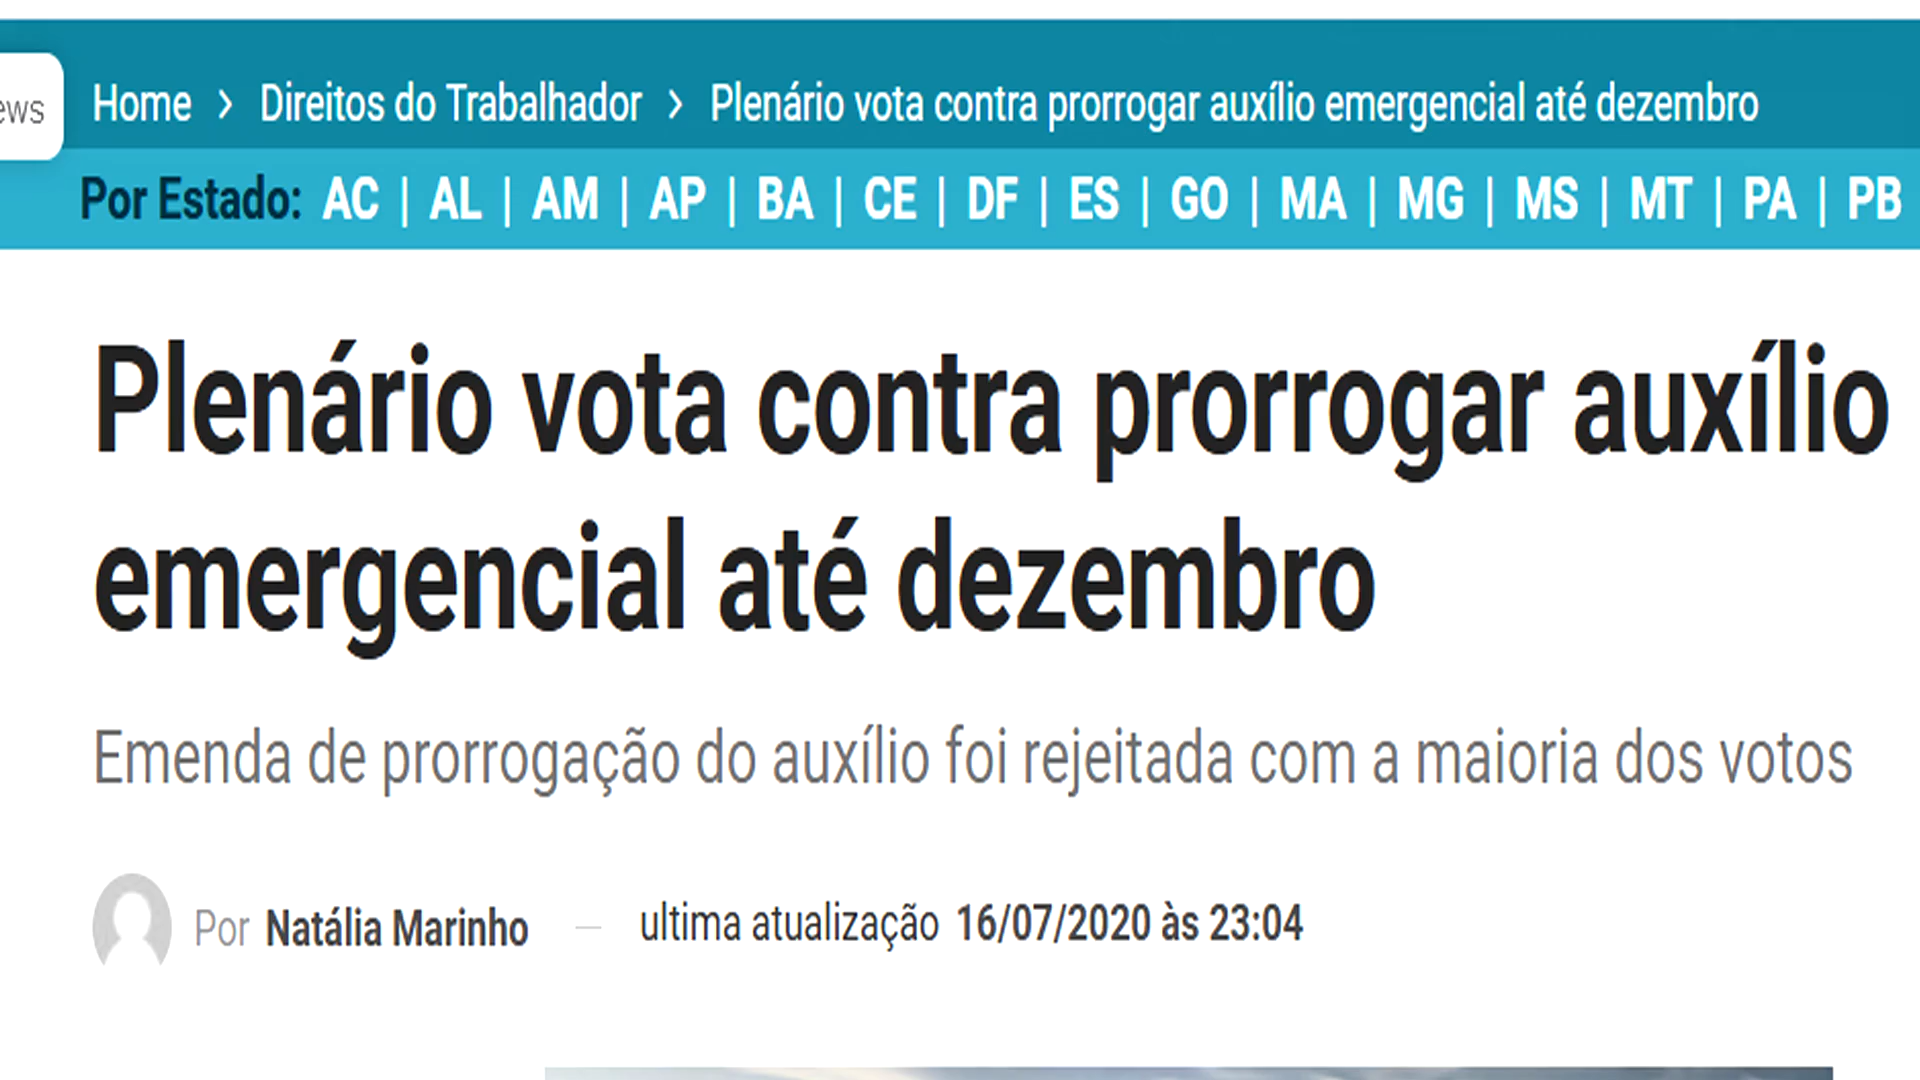 ews
Home > Direitos do Trabalhador > Plenário vota contra prorrogar auxílio emergencial até dezembro
Por Estado: AC | AL | AM | AP | BA | CE | DF | ES | GO | MA | MG | MS | MT | PA | PB
Plenário vota contra prorrogar auxílio
emergencial até dezembro
Emenda de prorrogação do auxílio foi rejeitada com a maioria dos votos
Por Natália Marinho — ultima atualização 16/07/2020 às 23:04